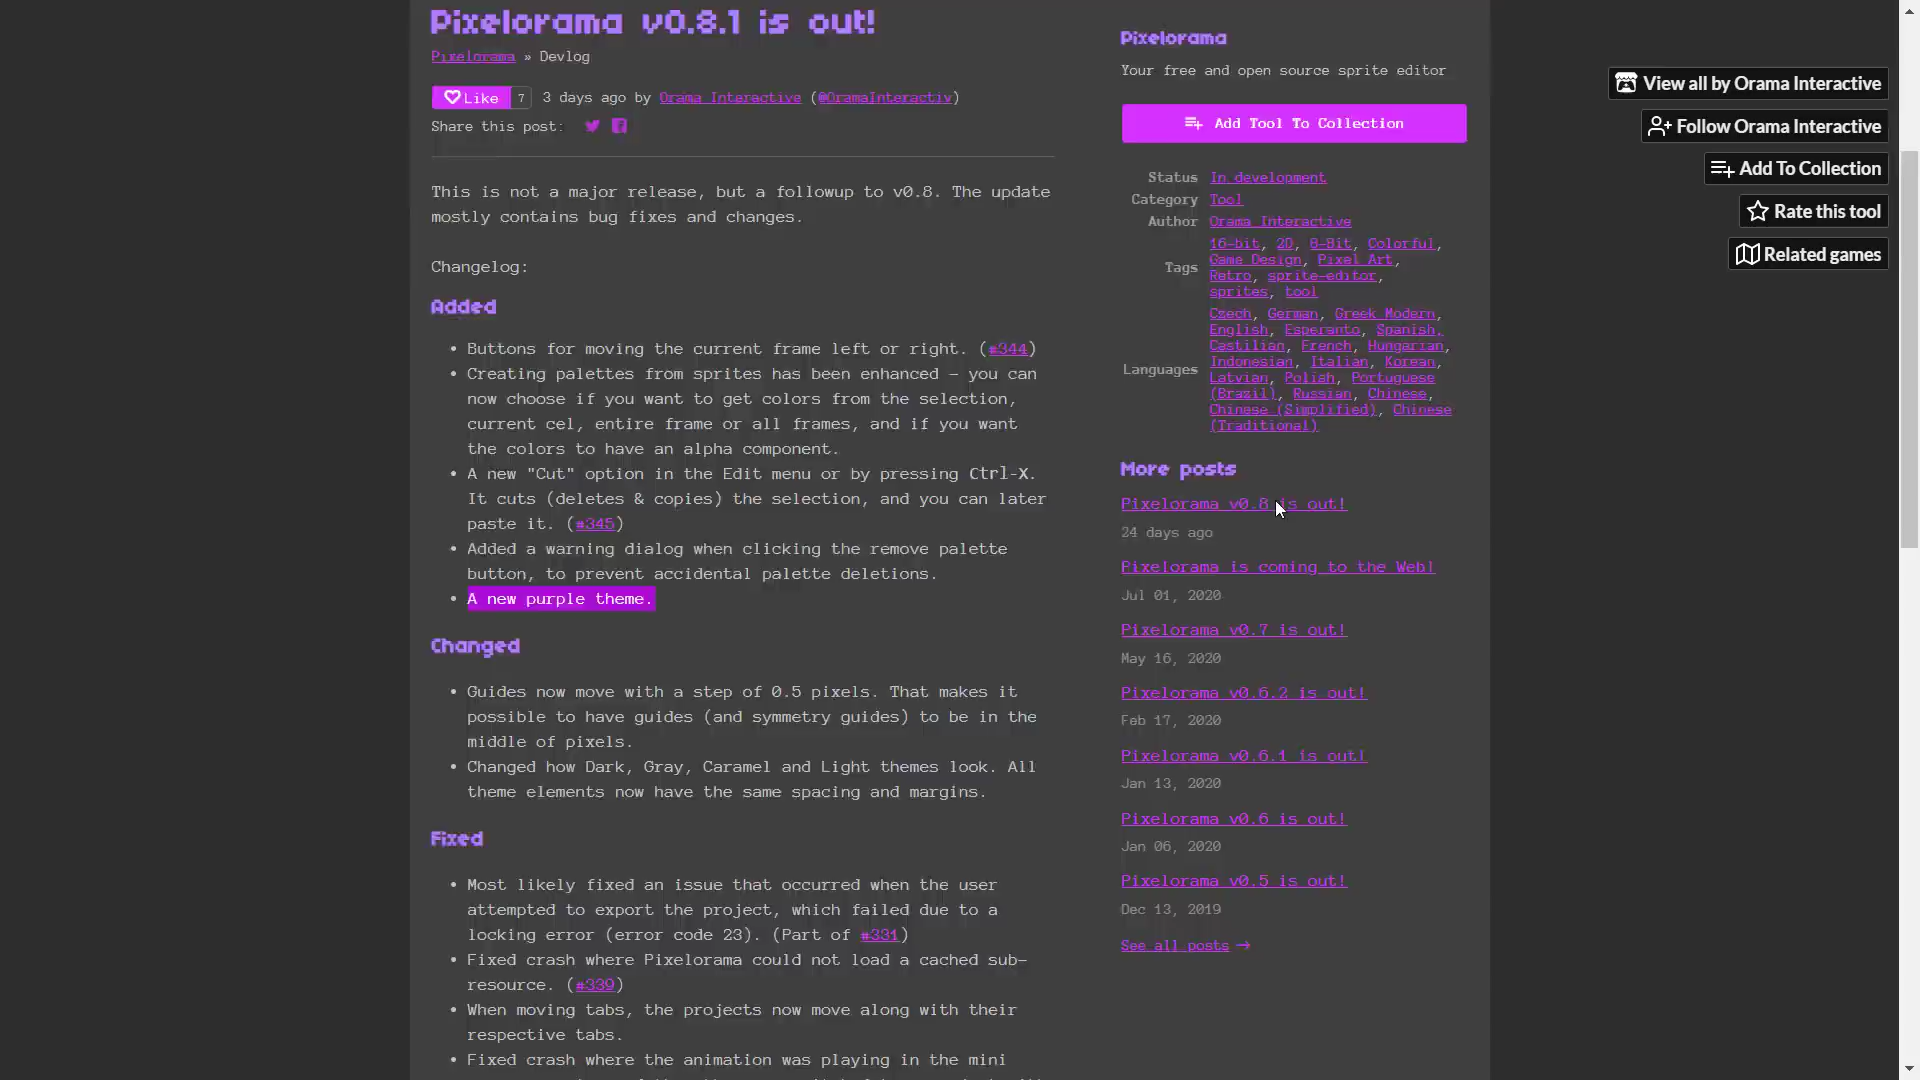 Pixelorama v0.8.1 is out!
Pixelorama » Devlog
Like 7 3 days ago by Orama Interactive (@OramaInteractiv)
Share this post:
This is not a major release, but a followup to v0.8. The update
mostly contains bug fixes and changes.
Changelog:
Added
• Buttons for moving the current frame left or right. (#344)
• Creating palettes from sprites has been enhanced – you can
now choose if you want to get colors from the selection,
current cel, entire frame or all frames, and if you want
the colors to have an alpha component.
• A new "Cut" option in the Edit menu or by pressing Ctrl-X.
It cuts (deletes & copies) the selection, and you can later
paste it. (#345)
• Added a warning dialog when clicking the remove palette
button, to prevent accidental palette deletions.
• A new purple theme.
Changed
• Guides now move with a step of 0.5 pixels. That makes it
possible to have guides (and symmetry guides) to be in the
middle of pixels.
• Changed how Dark, Gray, Caramel and Light themes look. All
theme elements now have the same spacing and margins.
Fixed
• Most likely fixed an issue that occurred when the user
attempted to export the project, which failed due to a
locking error (error code 23). (Part of #331)
• Fixed crash where Pixelorama could not load a cached sub-
resource. (#339)
• When moving tabs, the projects now move along with their
respective tabs.
• Fixed crash where the animation was playing in the mini
Pixelorama
Your free and open source sprite editor
Add Tool To Collection
Status In development
Category Tool
Author Orama Interactive
Tags 16-bit, 2D, 8-Bit, Colorful,
Game Design, Pixel Art,
Retro, sprite-editor,
sprites, tool
Languages Czech, German, Greek Modern,
English, Esperanto, Spanish,
Castilian, French, Hungarian,
Indonesian, Italian, Korean,
Latvian, Polish, Portuguese
(Brazil), Russian, Chinese,
Chinese (Simplified), Chinese
(Traditional)
More posts
Pixelorama v0.8 is out!
24 days ago
Pixelorama is coming to the Web!
Jul 01, 2020
Pixelorama v0.7 is out!
May 16, 2020
Pixelorama v0.6.2 is out!
Feb 17, 2020
Pixelorama v0.6.1 is out!
Jan 13, 2020
Pixelorama v0.6 is out!
Jan 06, 2020
Pixelorama v0.5 is out!
Dec 13, 2019
See all posts →
View all by Orama Interactive
Follow Orama Interactive
Add To Collection
Rate this tool
Related games